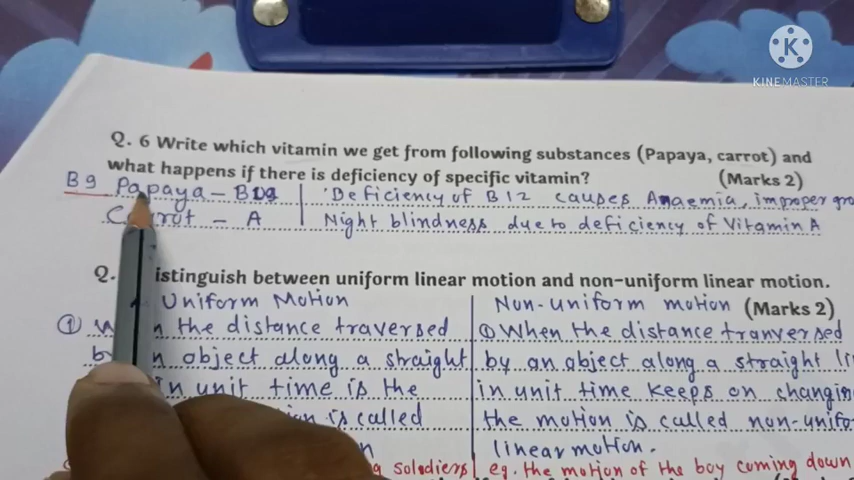 K
KINEMASTER
Q. 6 Write which vitamin we get from following substances (Papaya, carrot) and
what happens if there is deficiency of specific vitamin? (Marks 2)
B9 Papaya - Deficiency of B12 causes Anaemia, improper gro
- A Night blindness due to deficiency of Vitamin A
Q. istinguish between uniform linear motion and non-uniform linear motion.
(Marks 2)
Uniform Motion
① the distance traversed
object along a straight
in unit time is the
is called
soldiers
Non-uniform motion
① When the distance tranversed
by an object along a straight li
in unit time keeps on changin
the motion is called non-unifo
linear motion.
eg. the motion of the boy coming down